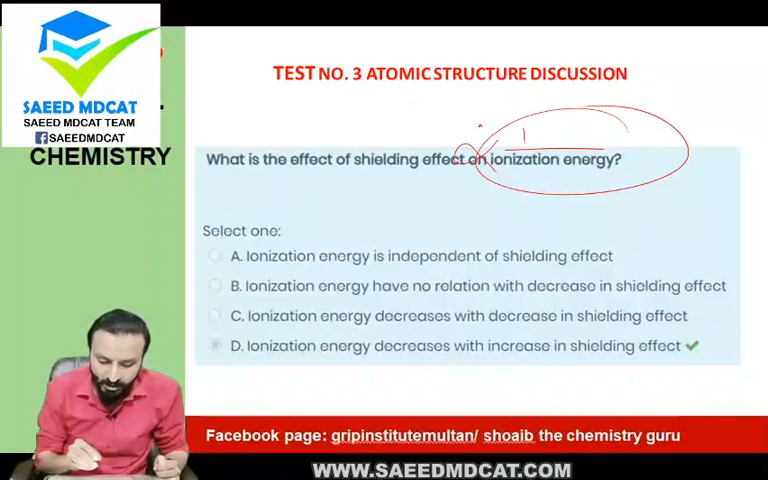 SAEED MDCAT
SAEED MDCAT TEAM
SAEEDMDCAT
CHEMISTRY
TEST NO. 3 ATOMIC STRUCTURE DISCUSSION
What is the effect of shielding effect on ionization energy?
Select one:
A. Ionization energy is independent of shielding effect
B. Ionization energy have no relation with decrease in shielding effect
C. Ionization energy decreases with decrease in shielding effect
D. Ionization energy decreases with increase in shielding effect
Facebook page: gripinstitutemultan/ shoaib the chemistry guru
WWW.SAEEDMDCAT.COM